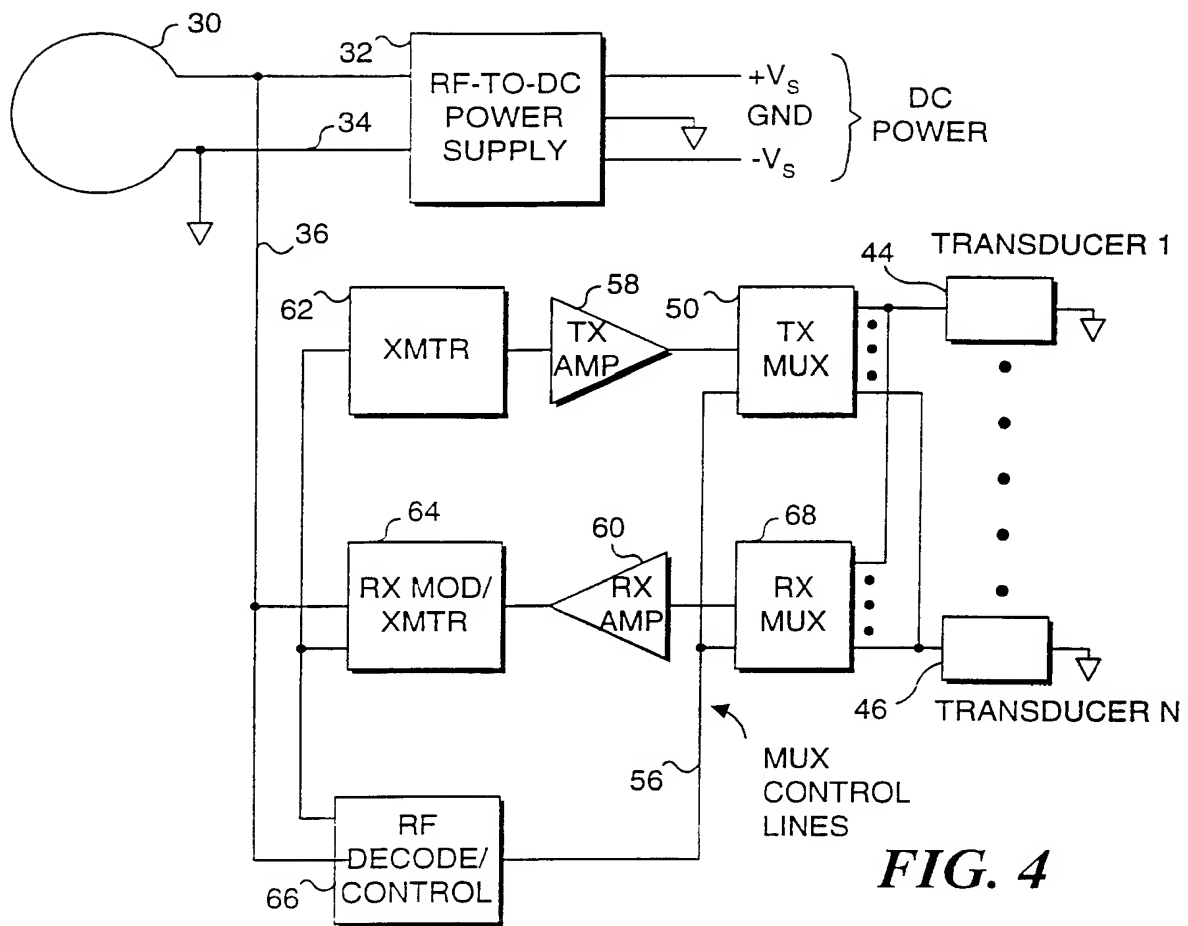 30
32
RF-TO-DC
POWER
SUPPLY
+VS
GND
-VS
DC
POWER
34
36
62
XMTR
58
TX
AMP
50
TX
MUX
44
TRANSDUCER 1
64
RX MOD/
XMTR
60
RX
AMP
68
RX
MUX
46
TRANSDUCER N
56
MUX
CONTROL
LINES
66
RF
DECODE/
CONTROL
FIG. 4